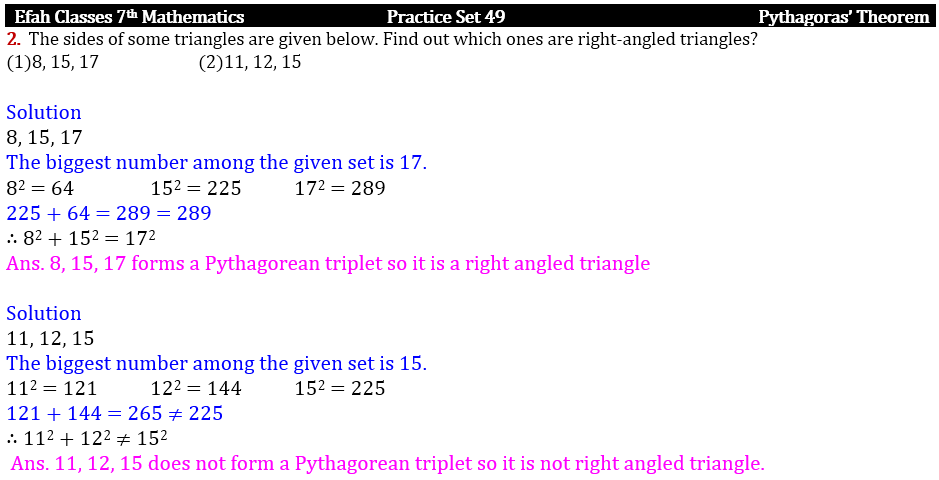 Efah Classes 7th Mathematics Practice Set 49 Pythagoras' Theorem
2. The sides of some triangles are given below. Find out which ones are right-angled triangles?
(1)8, 15, 17 (2)11, 12, 15
Solution
8, 15, 17
The biggest number among the given set is 17.
8² = 64 15² = 225 17² = 289
225 + 64 = 289 = 289
∴ 8² + 15² = 17²
Ans. 8, 15, 17 forms a Pythagorean triplet so it is a right angled triangle
Solution
11, 12, 15
The biggest number among the given set is 15.
11² = 121 12² = 144 15² = 225
121 + 144 = 265 ≠ 225
∴ 11² + 12² ≠ 15²
Ans. 11, 12, 15 does not form a Pythagorean triplet so it is not right angled triangle.